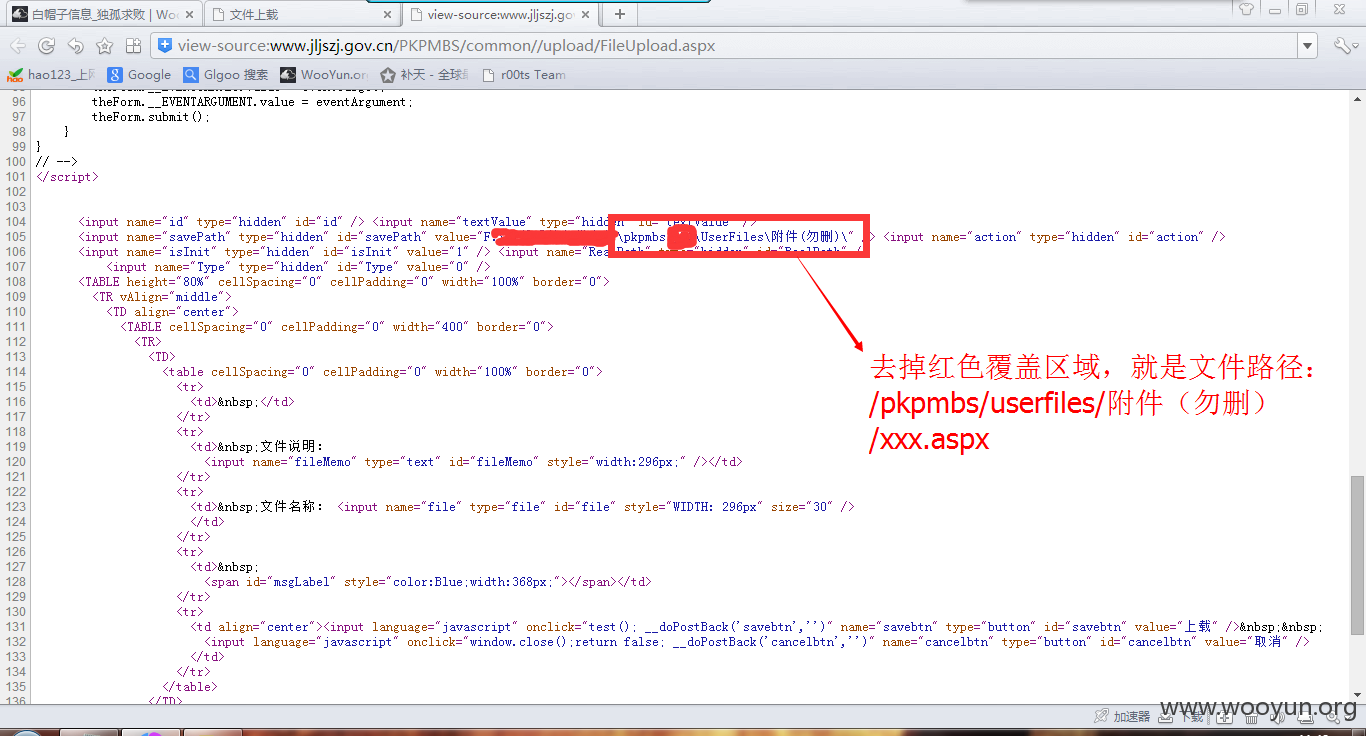 白帽子信息_独孤求败 | Woo
文件上载
view-source:www.jljszj.gov
view-source:www.jljszj.gov.cn/PKPMBS/common//upload/FileUpload.aspx
hao123_上网
Google
Glgoo 搜索
WooYun.org
补天 - 全球
r00ts Team
96 theForm.__EVENTARGUMENT.value = eventArgument;
97 theForm.submit();
98 }
99 }
100 // -->
101 </script>
102
103
104 <input name="id" type="hidden" id="id" /> <input name="textValue" type="hidden" id="textValue" />
105 <input name="savePath" type="hidden" id="savePath" value="F: \pkpmbs \UserFiles\附件(勿删)\" /> <input name="action" type="hidden" id="action" />
106 <input name="isInit" type="hidden" id="isInit" value="1" /> <input name="RealPath" type="hidden" id="RealPath" />
107 <input name="Type" type="hidden" id="Type" value="0" />
108 <TABLE height="80%" cellSpacing="0" cellPadding="0" width="100%" border="0">
109 <TR vAlign="middle">
110 <TD align="center">
111 <TABLE cellSpacing="0" cellPadding="0" width="400" border="0">
112 <TR>
113 <TD>
114 <table cellSpacing="0" cellPadding="0" width="100%" border="0">
115 <tr>
116 <td>&nbsp;</td>
117 </tr>
118 <tr>
119 <td>&nbsp;文件说明：
120 <input name="fileMemo" type="text" id="fileMemo" style="width:296px;" /></td>
121 </tr>
122 <tr>
123 <td>&nbsp;文件名称： <input name="file" type="file" id="file" style="WIDTH: 296px" size="30" />
124 </td>
125 </tr>
126 <tr>
127 <td>&nbsp;
128 <span id="msgLabel" style="color:Blue;width:368px;"></span></td>
129 </tr>
130 <tr>
131 <td align="center"><input language="javascript" onclick="test(); __doPostBack('savebtn','')" name="savebtn" type="button" id="savebtn" value="上载" />&nbsp;&nbsp;
132 <input language="javascript" onclick="window.close();return false; __doPostBack('cancelbtn','')" name="cancelbtn" type="button" id="cancelbtn" value="取消" />
133 </td>
134 </tr>
135 </table>
136 </TD>
去掉红色覆盖区域，就是文件路径：
/pkpmbs/userfiles/附件（勿删）
/xxx.aspx
www.wooyun.org
加速器
下载